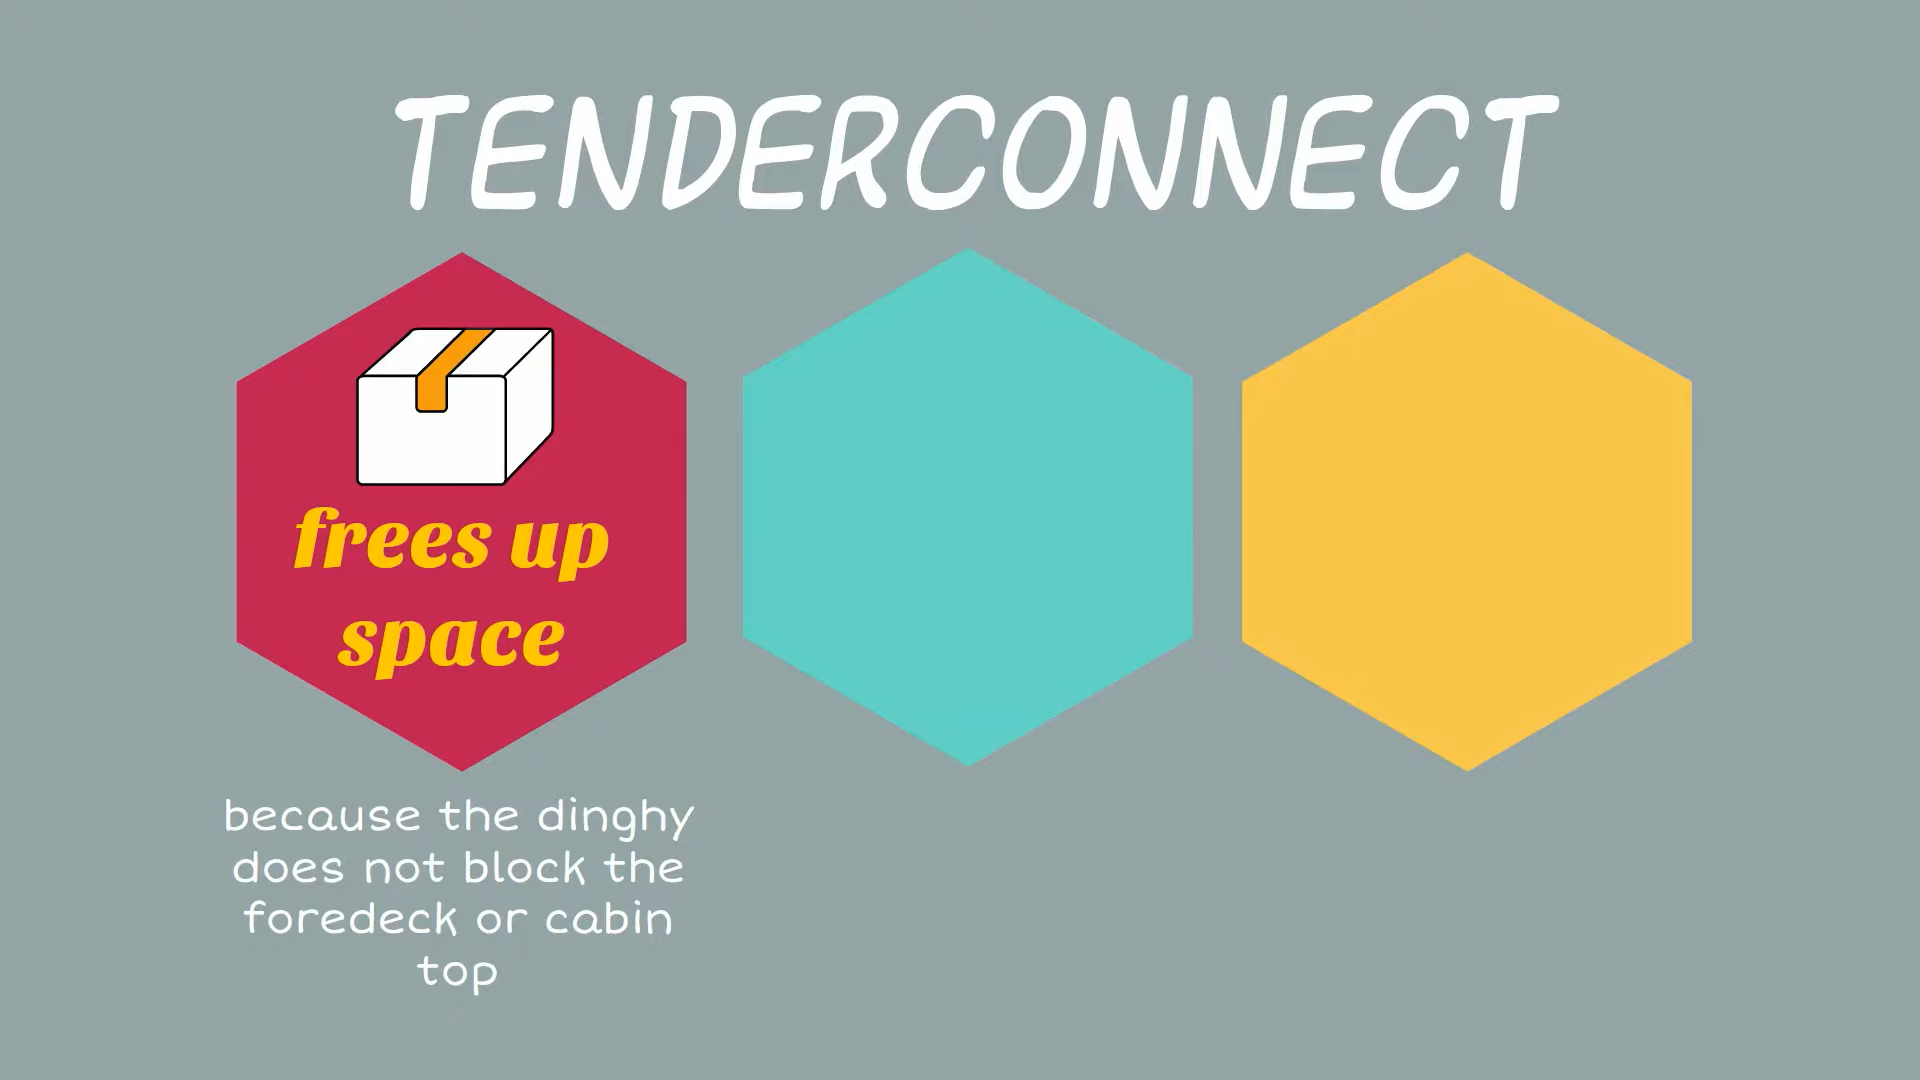 TENDERCONNECT
frees up
space
because the dinghy
does not block the
foredeck or cabin
top